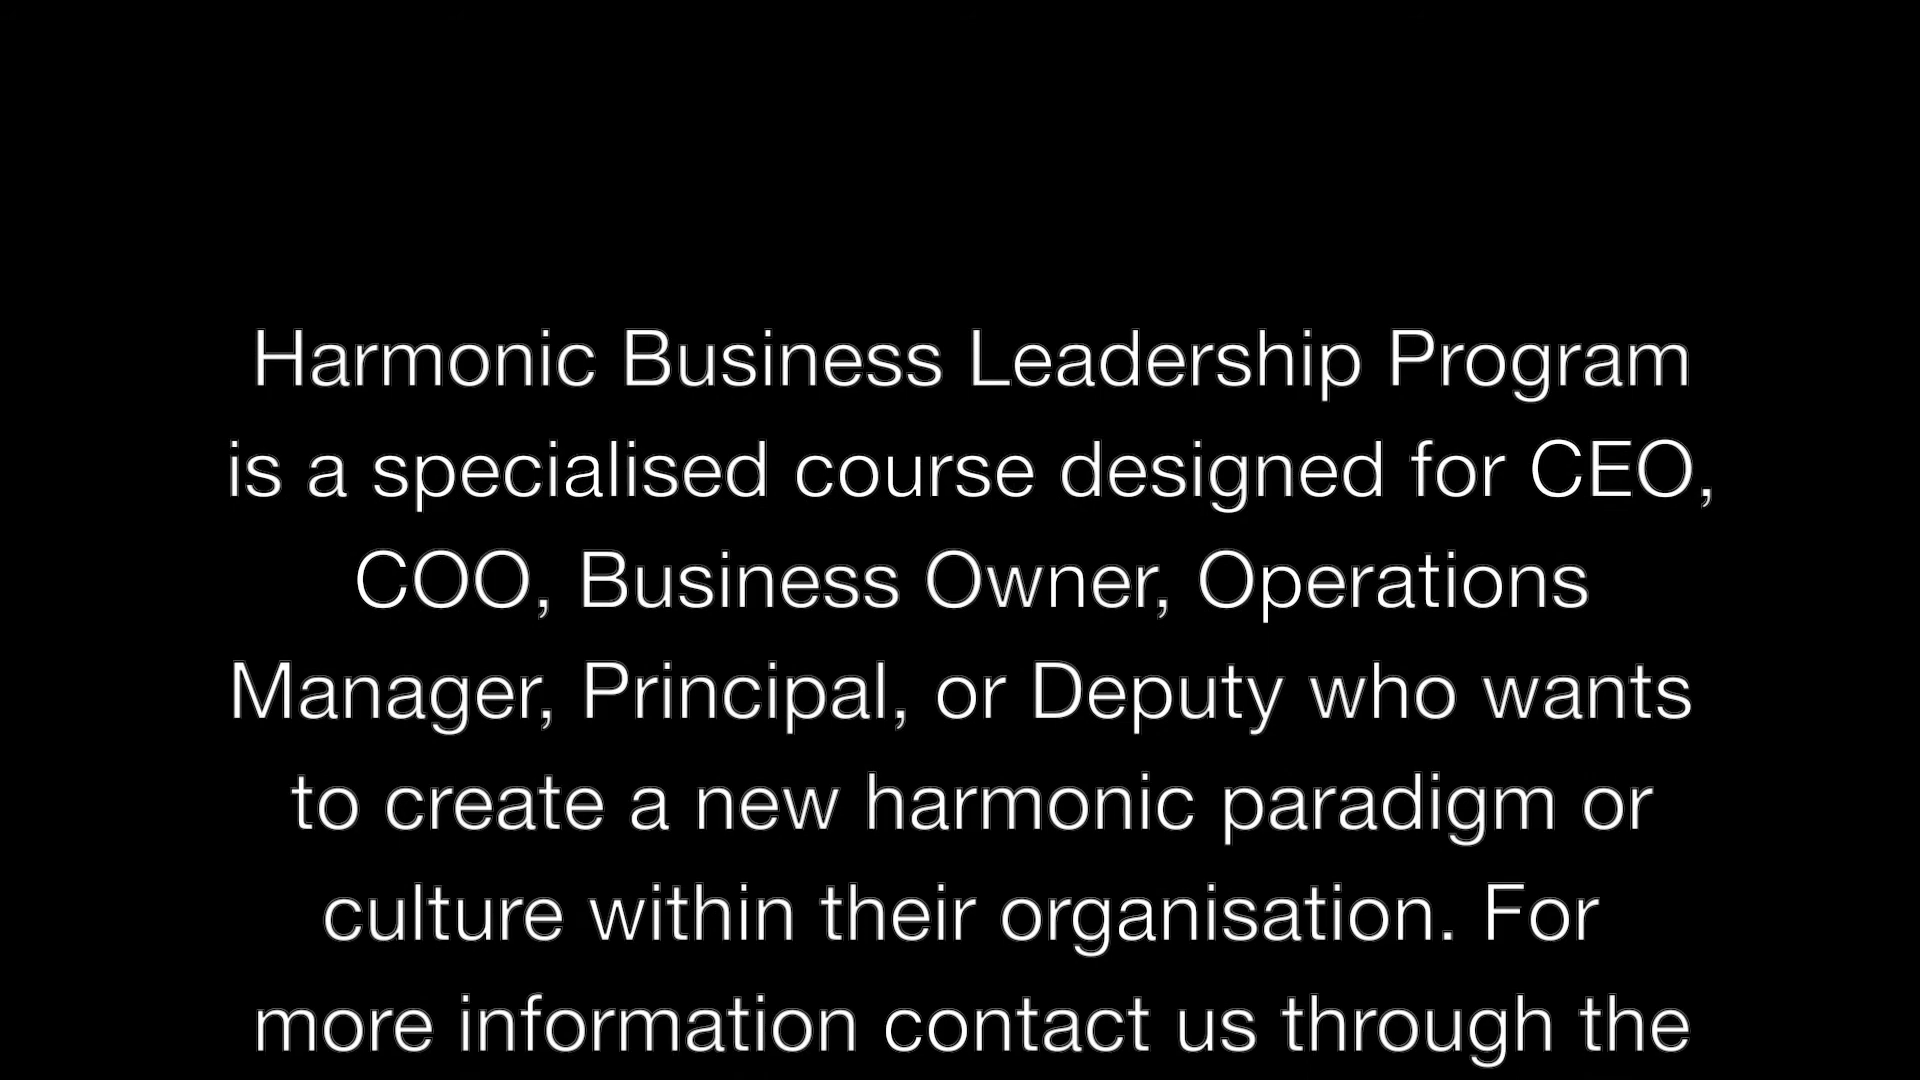 Harmonic Business Leadership Program
is a specialised course designed for CEO,
COO, Business Owner, Operations
Manager, Principal, or Deputy who wants
to create a new harmonic paradigm or
culture within their organisation. For
more information contact us through the